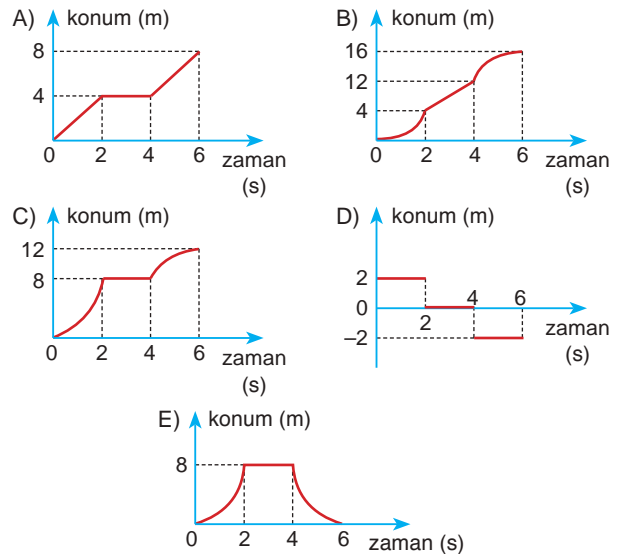 A) konum (m)
8
4
0 2 4 6 zaman
(s)
B) konum (m)
16
12
4
0 2 4 6 zaman
(s)
C) konum (m)
12
8
0 2 4 6 zaman
(s)
D) konum (m)
2
0
–2
2 4 6
zaman
(s)
E) konum (m)
8
0 2 4 6 zaman (s)